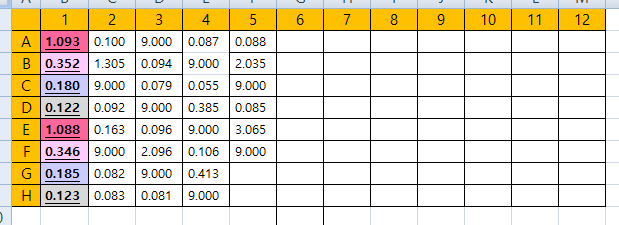 1 2 3 4 5 6 7 8 9 10 11 12
A 1.093 0.100 9.000 0.087 0.088
B 0.352 1.305 0.094 9.000 2.035
C 0.180 9.000 0.079 0.055 9.000
D 0.122 0.092 9.000 0.385 0.085
E 1.088 0.163 0.096 9.000 3.065
F 0.346 9.000 2.096 0.106 9.000
G 0.185 0.082 9.000 0.413
H 0.123 0.083 0.081 9.000